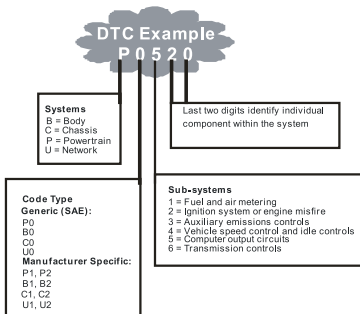 DTC Example
P 0 5 2 0
Systems
B = Body
C = Chassis
P = Powertrain
U = Network
Last two digits identify individual
component within the system
Code Type
Generic (SAE):
P0
B0
C0
U0
Manufacturer Specific:
P1, P2
B1, B2
C1, C2
U1, U2
Sub-systems
1 = Fuel and air metering
2 = Ignition system or engine misfire
3 = Auxiliary emissions controls
4 = Vehicle speed control and idle controls
5 = Computer output circuits
6 = Transmission controls